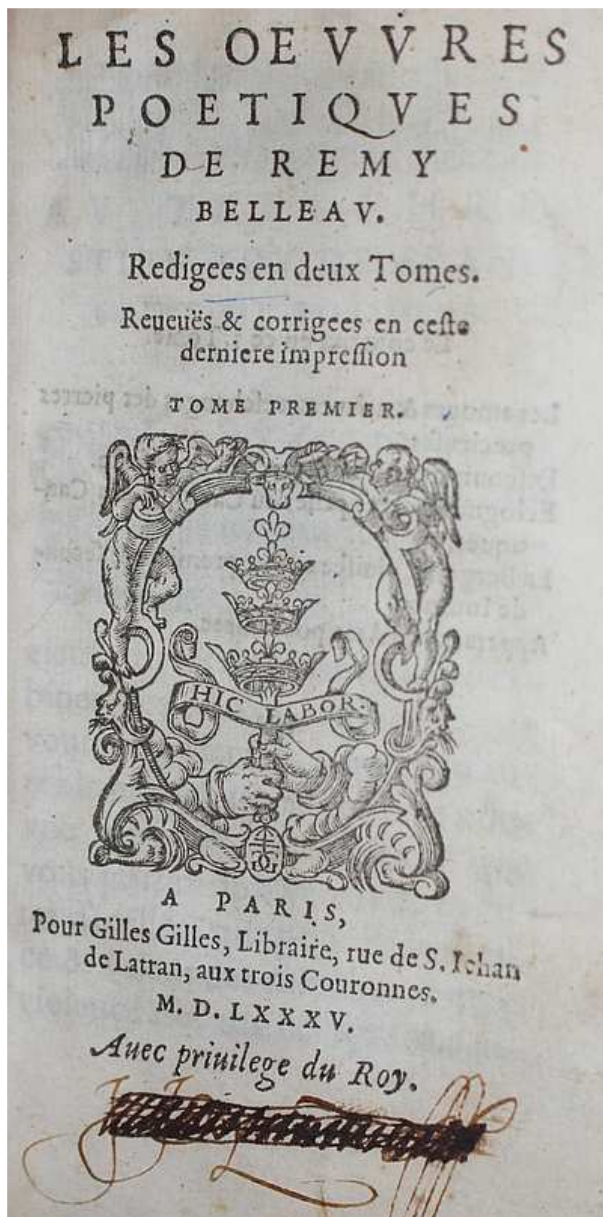 LES OEVVRES
POETIQVES
DE REMY
BELLEAV.
Redigees en deux Tomes.
Reueuës & corrigees en ceste
derniere impression
TOME PREMIER.
HIC LABOR
GG
A PARIS,
Pour Gilles Gilles, Libraire, rue de S. Iehan
de Latran, aux trois Couronnes.
M. D. LXXXV.
Auec priuilege du Roy.